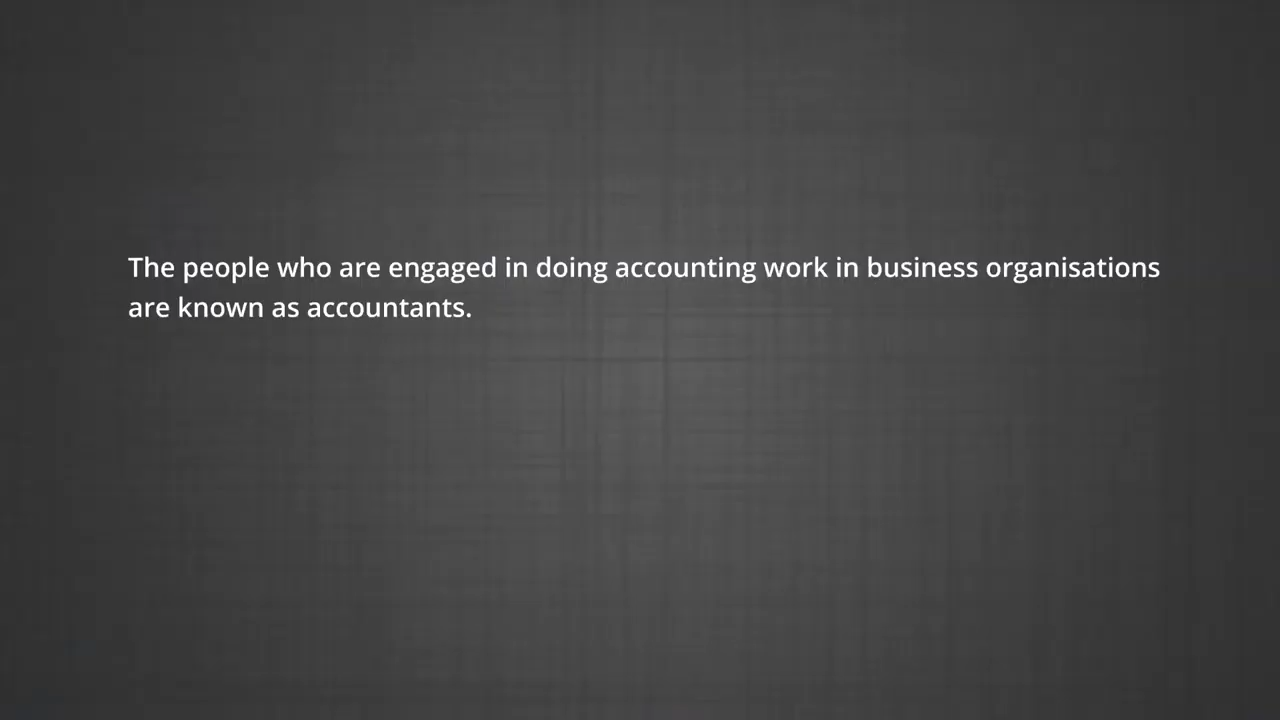 The people who are engaged in doing accounting work in business organisations
are known as accountants.